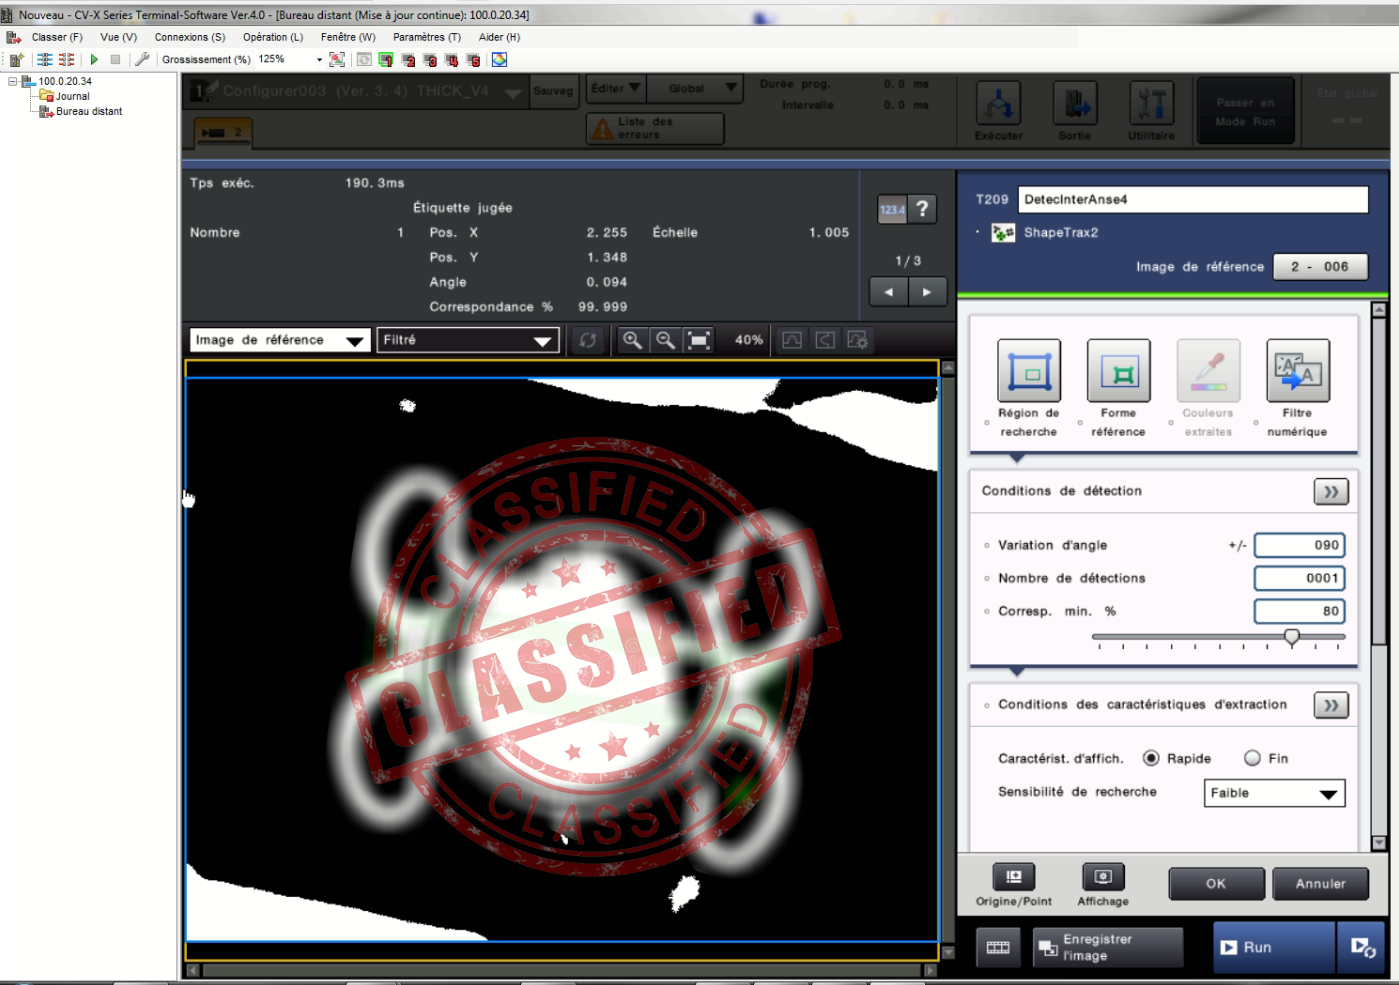 Nouveau - CV-X Series Terminal-Software Ver.4.0 - [Bureau distant (Mise à jour continue): 100.0.20.34]
Classer (F) Vue (V) Connexions (S) Opération (L) Fenêtre (W) Paramètres (T) Aider (H)
Grossissement (%) 125%
100.0.20.34
Journal
Bureau distant
Configurer003 (Ver. 3. 4) THICK_V4
Sauveg
Éditer
Global
Durée prog. 0. 0 ms
Intervalle 0. 0 ms
Liste des
erreurs
2
Exécuter
Sortie
Utilitaire
Passer en
Mode Run
État global
--
Tps exéc. 190. 3ms
Étiquette jugée
Nombre 1 Pos. X 2. 255 Échelle 1. 005
Pos. Y 1. 348
Angle 0. 094
Correspondance % 99. 999
123.4 ?
1/3
T209 DetecInterAnse4
ShapeTrax2
Image de référence 2 - 006
Image de référence
Filtré
40%
Région de
recherche
Forme
référence
Couleurs
extraites
Filtre
numérique
Conditions de détection
Variation d'angle +/- 090
Nombre de détections 0001
Corresp. min. % 80
Conditions des caractéristiques d'extraction
Caractérist. d'affich. Rapide Fin
Sensibilité de recherche Faible
Origine/Point
Affichage
OK
Annuler
Enregistrer
l'image
Run
CLASSIFIED
CLASSIFIED
CLASSIFIED